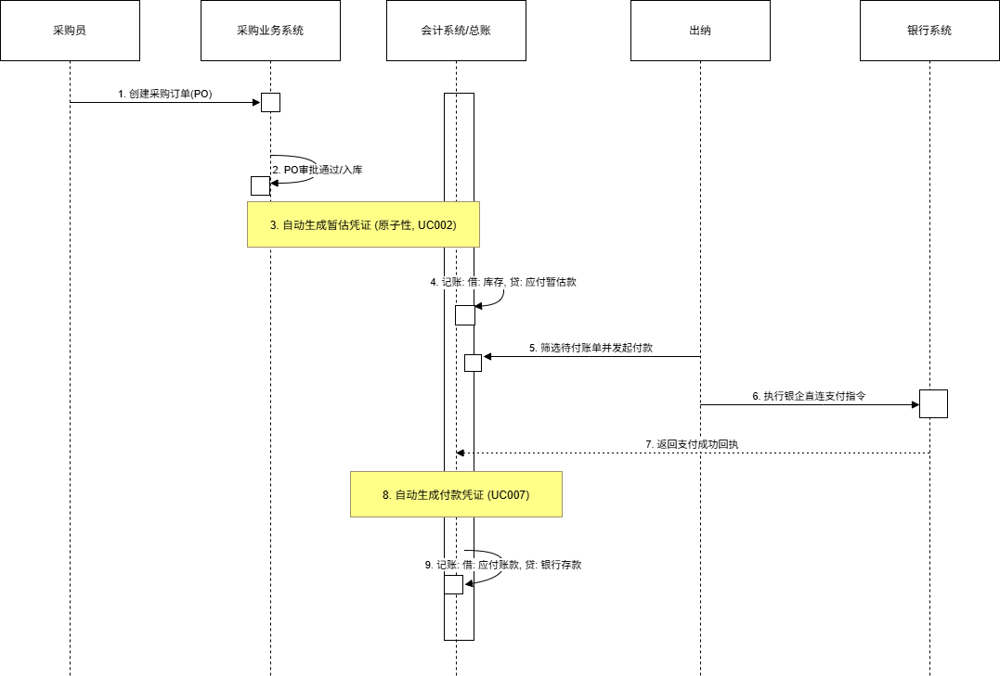 采购员
采购业务系统
会计系统/总账
出纳
银行系统
1. 创建采购订单(PO)
2. PO审批通过/入库
3. 自动生成暂估凭证 (原子性, UC002)
4. 记账: 借: 库存, 贷: 应付暂估款
5. 筛选待付账单并发起付款
6. 执行银企直连支付指令
7. 返回支付成功回执
8. 自动生成付款凭证 (UC007)
9. 记账: 借: 应付账款, 贷: 银行存款